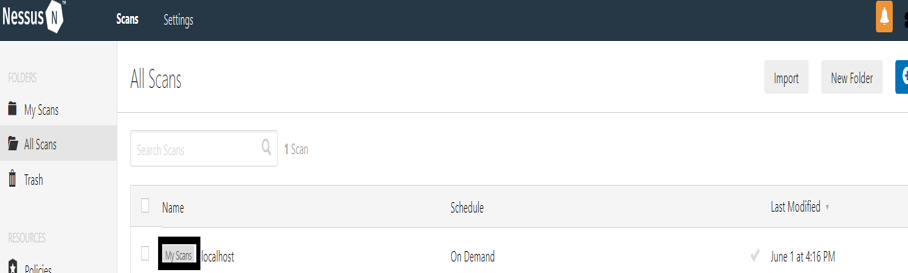 Nessus N ™
Scans Settings
FOLDERS
My Scans
All Scans
Trash
RESOURCES
Policies
All Scans
Import New Folder
Search Scans 1 Scan
Name Schedule Last Modified
My Scans localhost On Demand June 1 at 4:16 PM